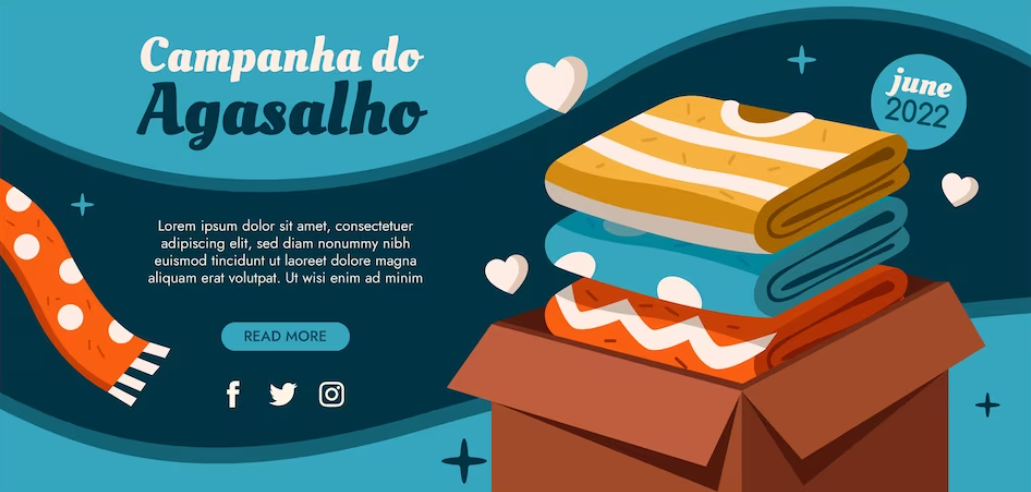 Campanha do
Agasalho
june
2022
Lorem ipsum dolor sit amet, consectetuer
adipiscing elit, sed diam nonummy nibh
euismod tincidunt ut laoreet dolore magna
aliquam erat volutpat. Ut wisi enim ad minim
READ MORE